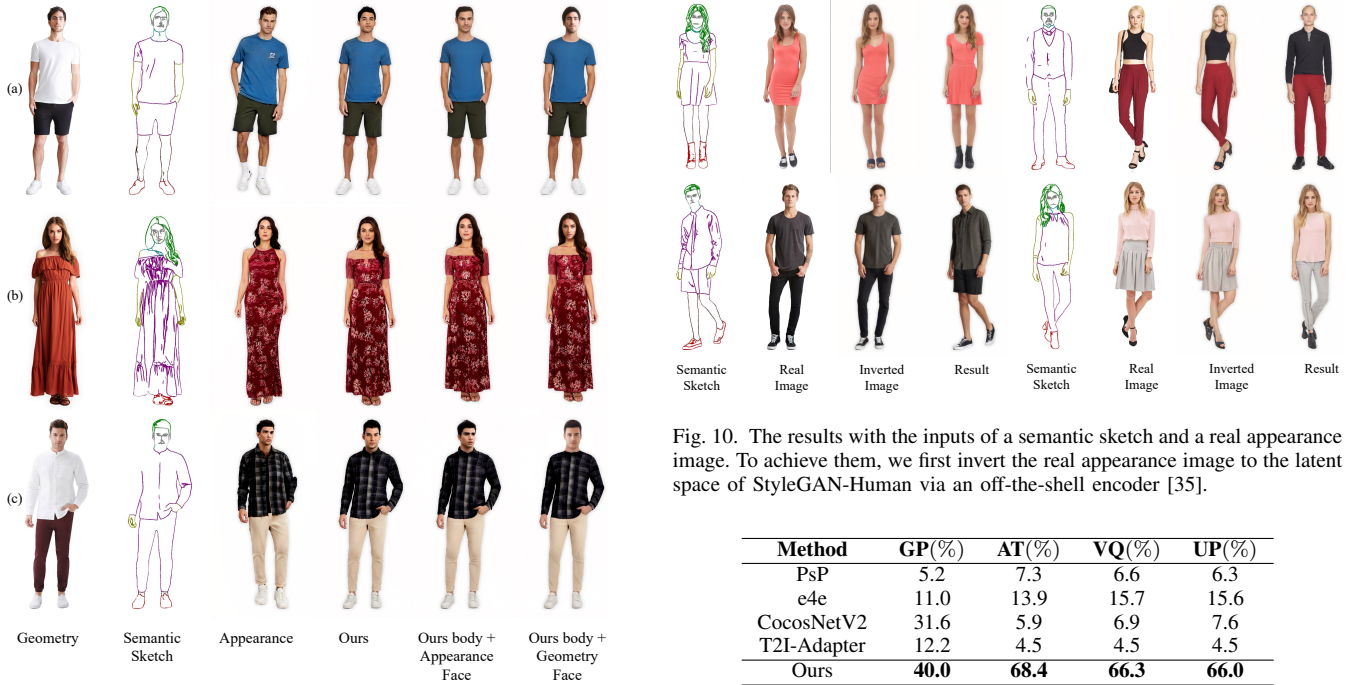 (a)
(b)
(c)
Geometry
Semantic
Sketch
Appearance
Ours
Ours body +
Appearance
Face
Ours body +
Geometry
Face
Semantic
Sketch
Real
Image
Inverted
Image
Result
Semantic
Sketch
Real
Image
Inverted
Image
Result
Fig. 10. The results with the inputs of a semantic sketch and a real appearance
image. To achieve them, we first invert the real appearance image to the latent
space of StyleGAN-Human via an off-the-shell encoder [35].
Method GP(%) AT(%) VQ(%) UP(%)
PsP 5.2 7.3 6.6 6.3
e4e 11.0 13.9 15.7 15.6
CocosNetV2 31.6 5.9 6.9 7.6
T2I-Adapter 12.2 4.5 4.5 4.5
Ours 40.0 68.4 66.3 66.0